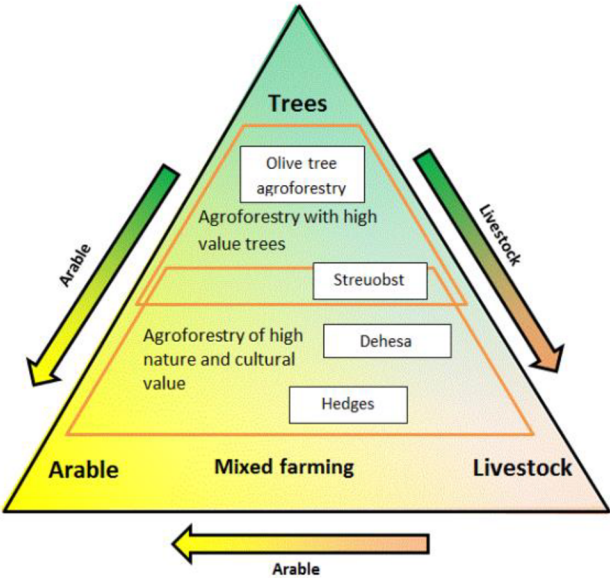 Trees
Olive tree
agroforestry
Agroforestry with high
value trees
Arable
Livestock
Streuobst
Agroforestry of high
nature and cultural
value
Dehesa
Hedges
Arable
Mixed farming
Livestock
Arable